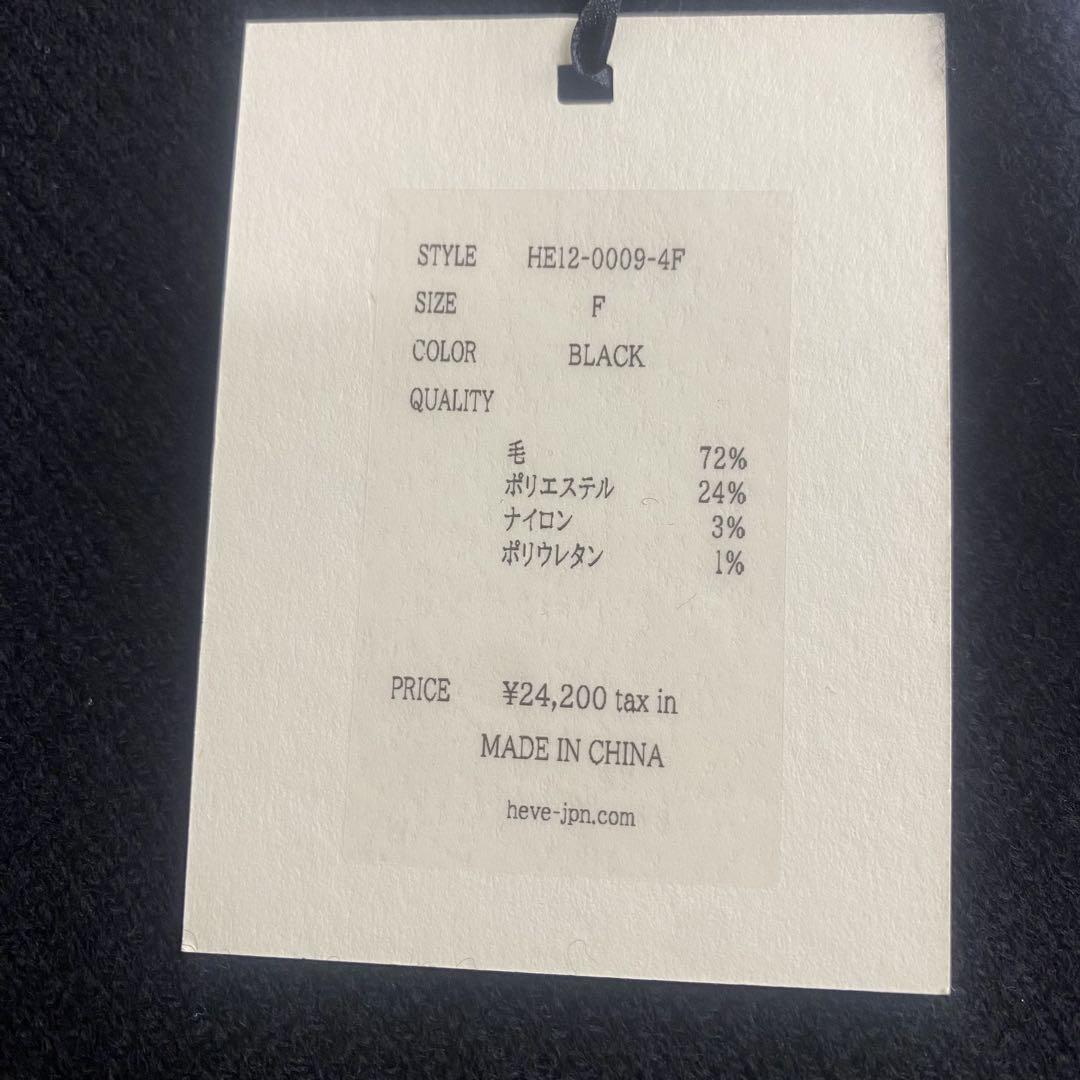 STYLE HE12-0009-4F
SIZE F
COLOR BLACK
QUALITY
毛 72%
ポリエステル 24%
ナイロン 3%
ポリウレタン 1%
PRICE ¥24,200 tax in
MADE IN CHINA
heve-jpn.com